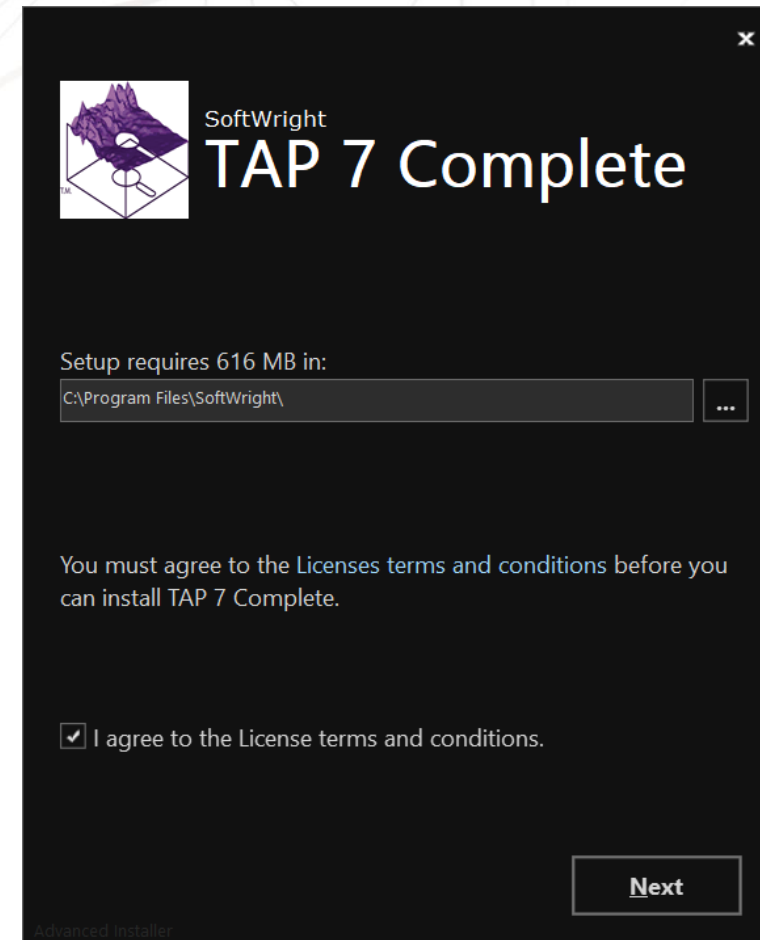 T.M.
SoftWright
TAP 7 Complete
Setup requires 616 MB in:
C:\Program Files\SoftWright\
...
You must agree to the Licenses terms and conditions before you
can install TAP 7 Complete.
I agree to the License terms and conditions.
Next
Advanced Installer